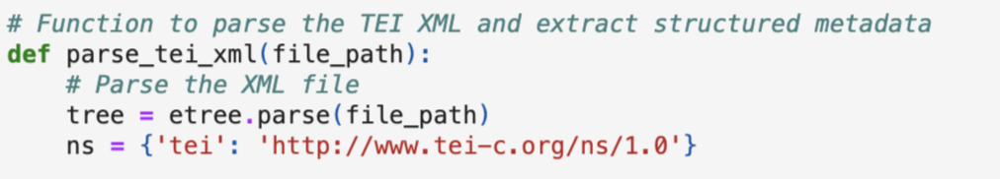 # Function to parse the TEI XML and extract structured metadata
def parse_tei_xml(file_path):
    # Parse the XML file
    tree = etree.parse(file_path)
    ns = {'tei': 'http://www.tei-c.org/ns/1.0'}